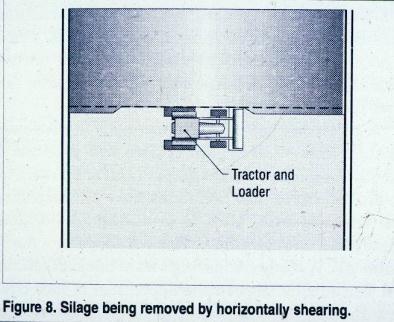 Tractor and
Loader
Figure 8. Silage being removed by horizontally shearing.